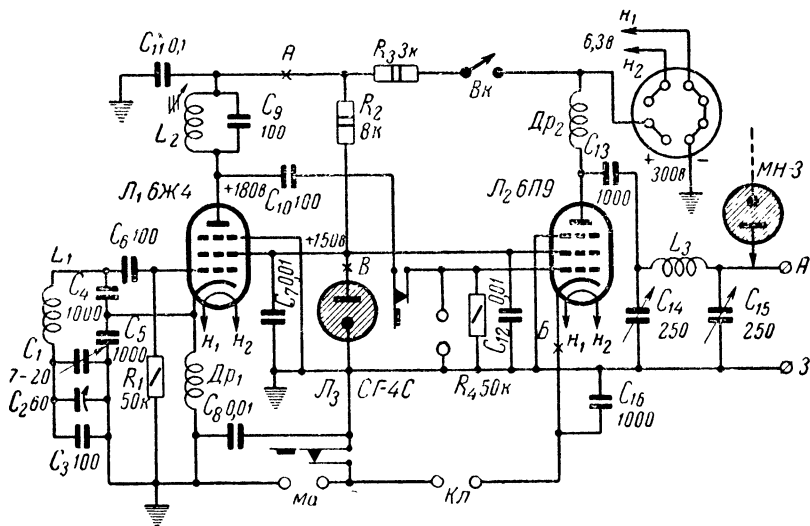 C₁₁ 0,1
A
R₃ 3к
Вк
6,3в
н₁
н₂
L₂
C₉
100
R₂
8к
Др₂
C₁₃
1000
+ 300в -
МН-3
Л₁ 6Ж4
+180в
C₁₀ 100
Л₂ 6П9
+150в
L₁
C₆ 100
C₄
1000
C₅
1000
C₁
7-20
C₂ 60
C₃ 100
R₁
50к
н₁
н₂
Др₁
C₈ 0,01
C₇ 0,01
В
Л₃
СГ-4С
R₄ 50к
C₁₂ 0,01
Б
н₁
н₂
L₃
C₁₄
250
C₁₅
250
А
З
C₁₆
1000
Ма
Кл